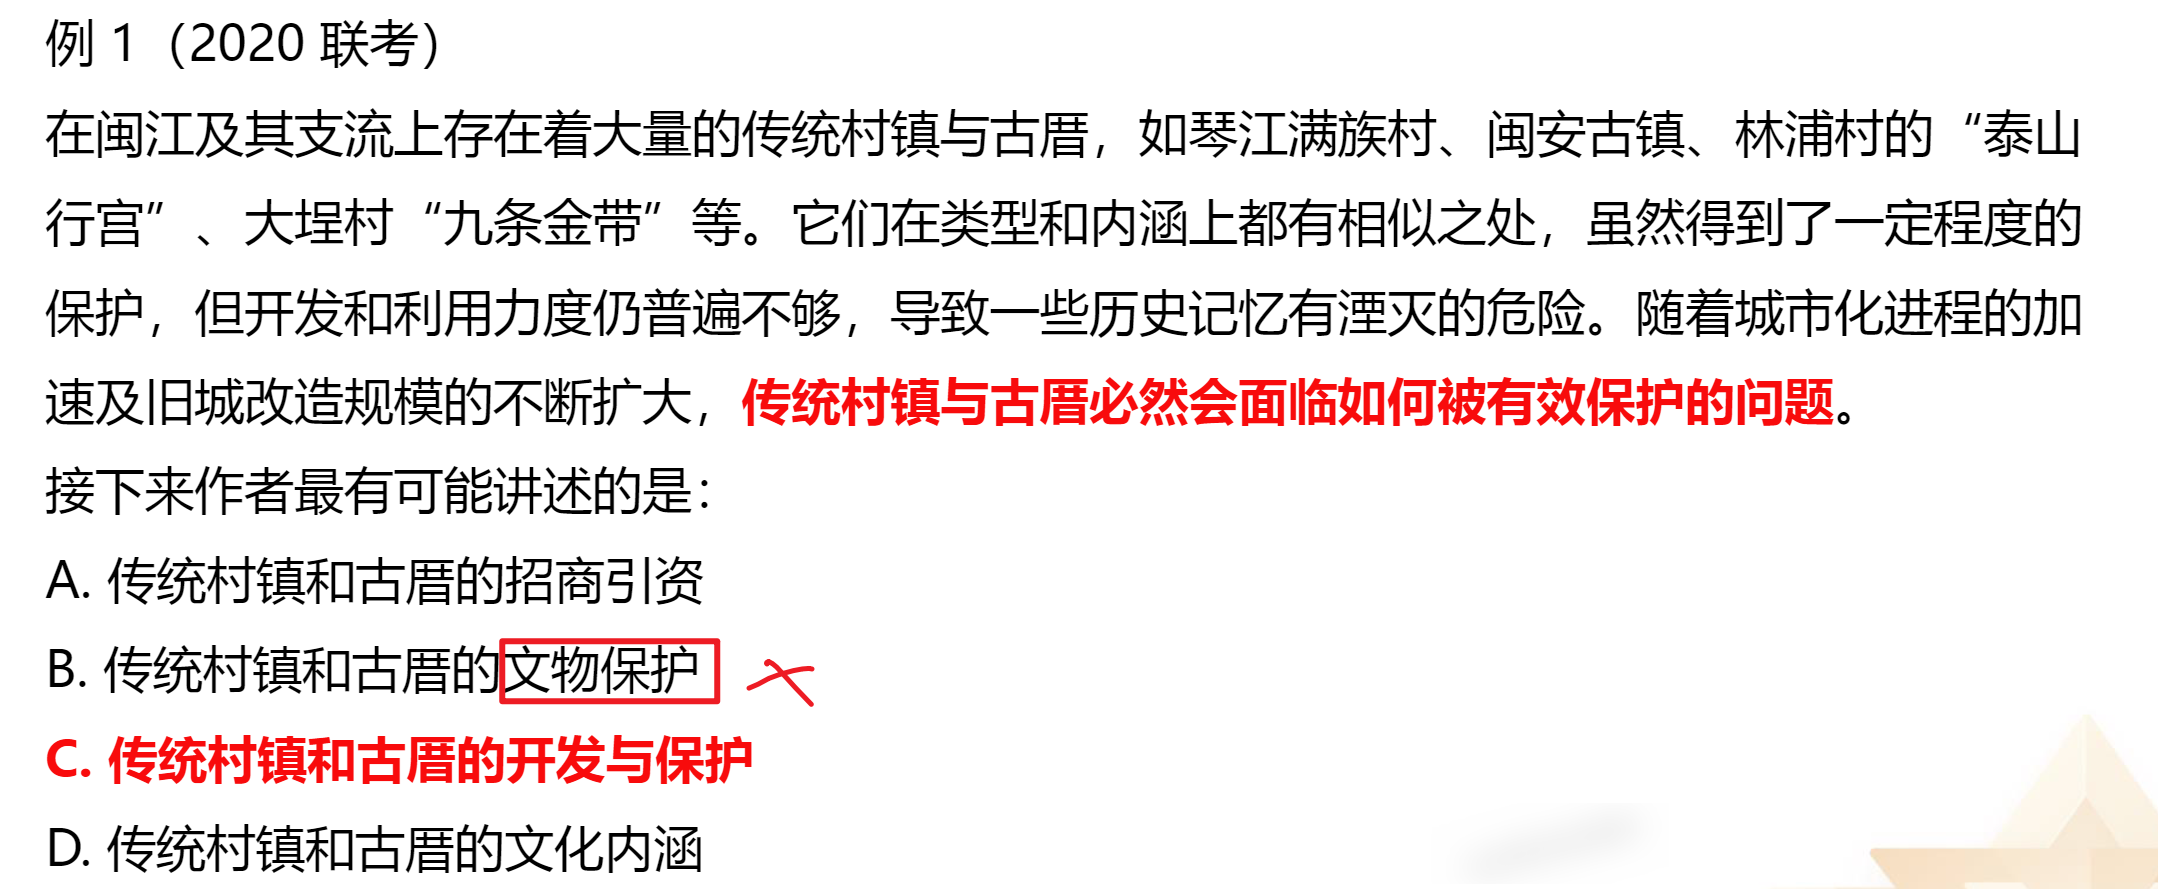 例 1（2020 联考）
在闽江及其支流上存在着大量的传统村镇与古厝，如琴江满族村、闽安古镇、林浦村的“泰山
行宫”、大埕村“九条金带”等。它们在类型和内涵上都有相似之处，虽然得到了一定程度的
保护，但开发和利用力度仍普遍不够，导致一些历史记忆有湮灭的危险。随着城市化进程的加
速及旧城改造规模的不断扩大，传统村镇与古厝必然会面临如何被有效保护的问题。
接下来作者最有可能讲述的是：
A. 传统村镇和古厝的招商引资
B. 传统村镇和古厝的文物保护
C. 传统村镇和古厝的开发与保护
D. 传统村镇和古厝的文化内涵